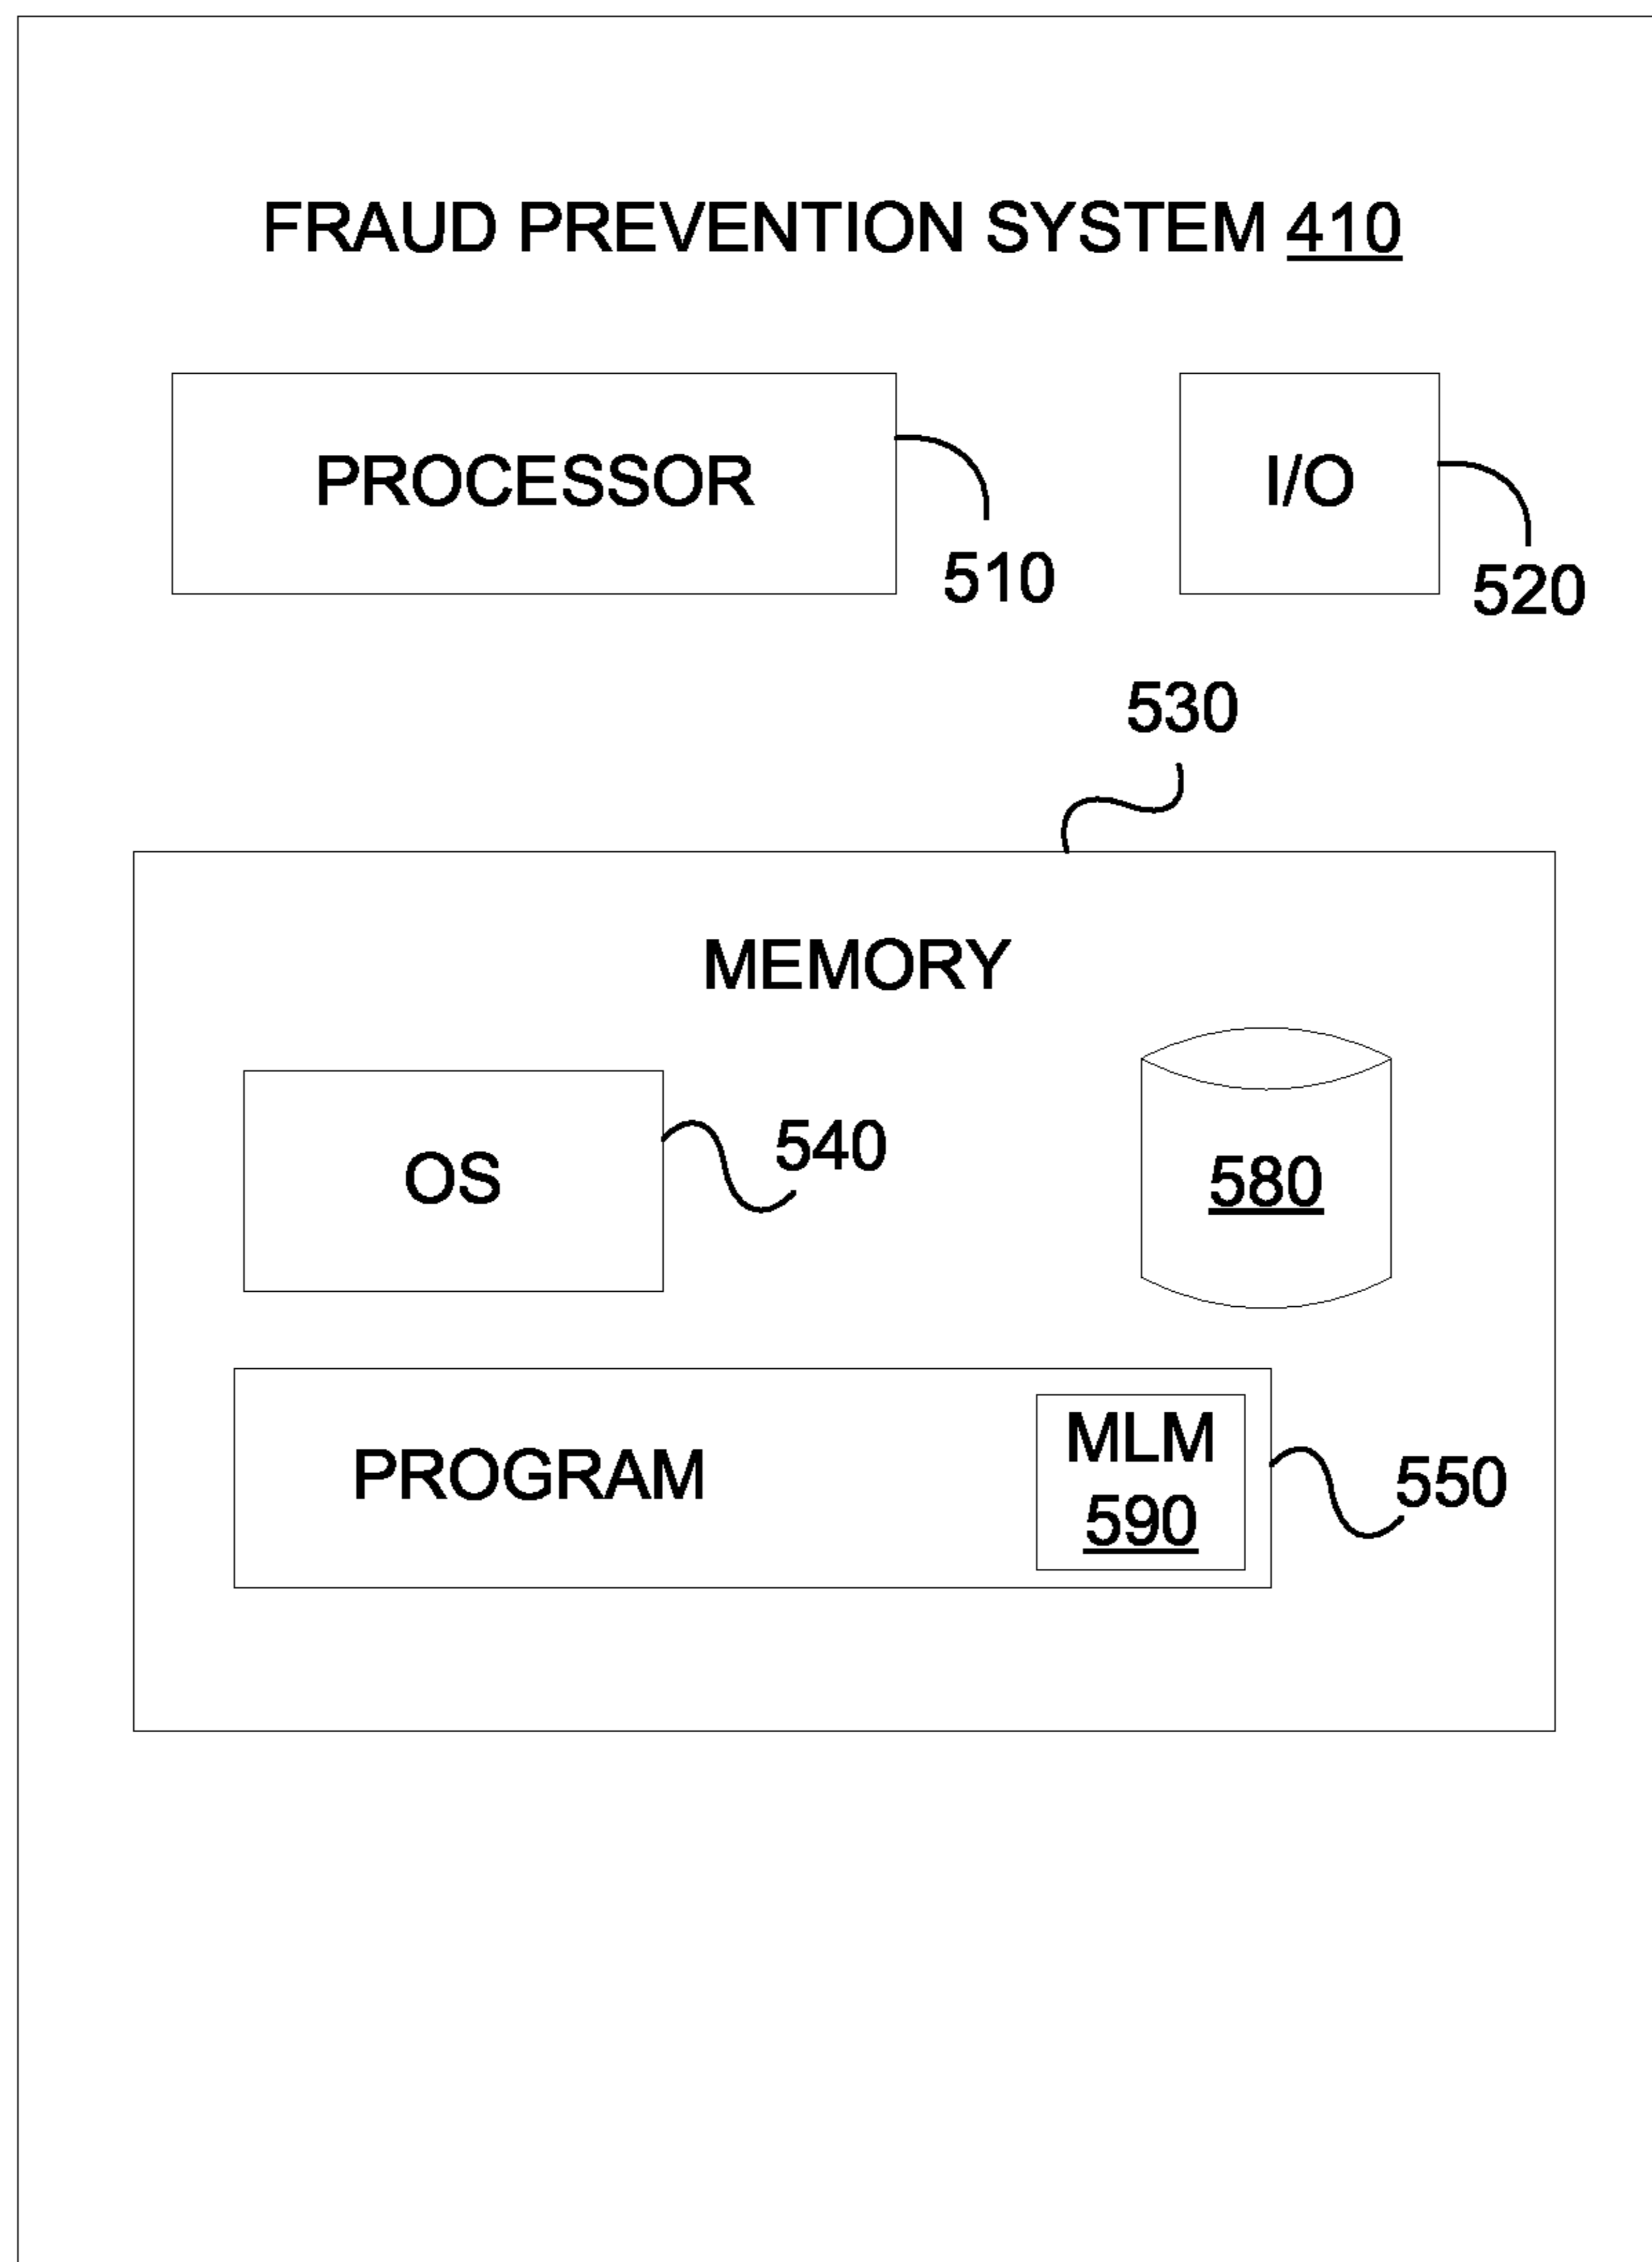 FRAUD PREVENTION SYSTEM 410
PROCESSOR
I/O
510
520
530
MEMORY
OS
540
580
PROGRAM
MLM
590
550